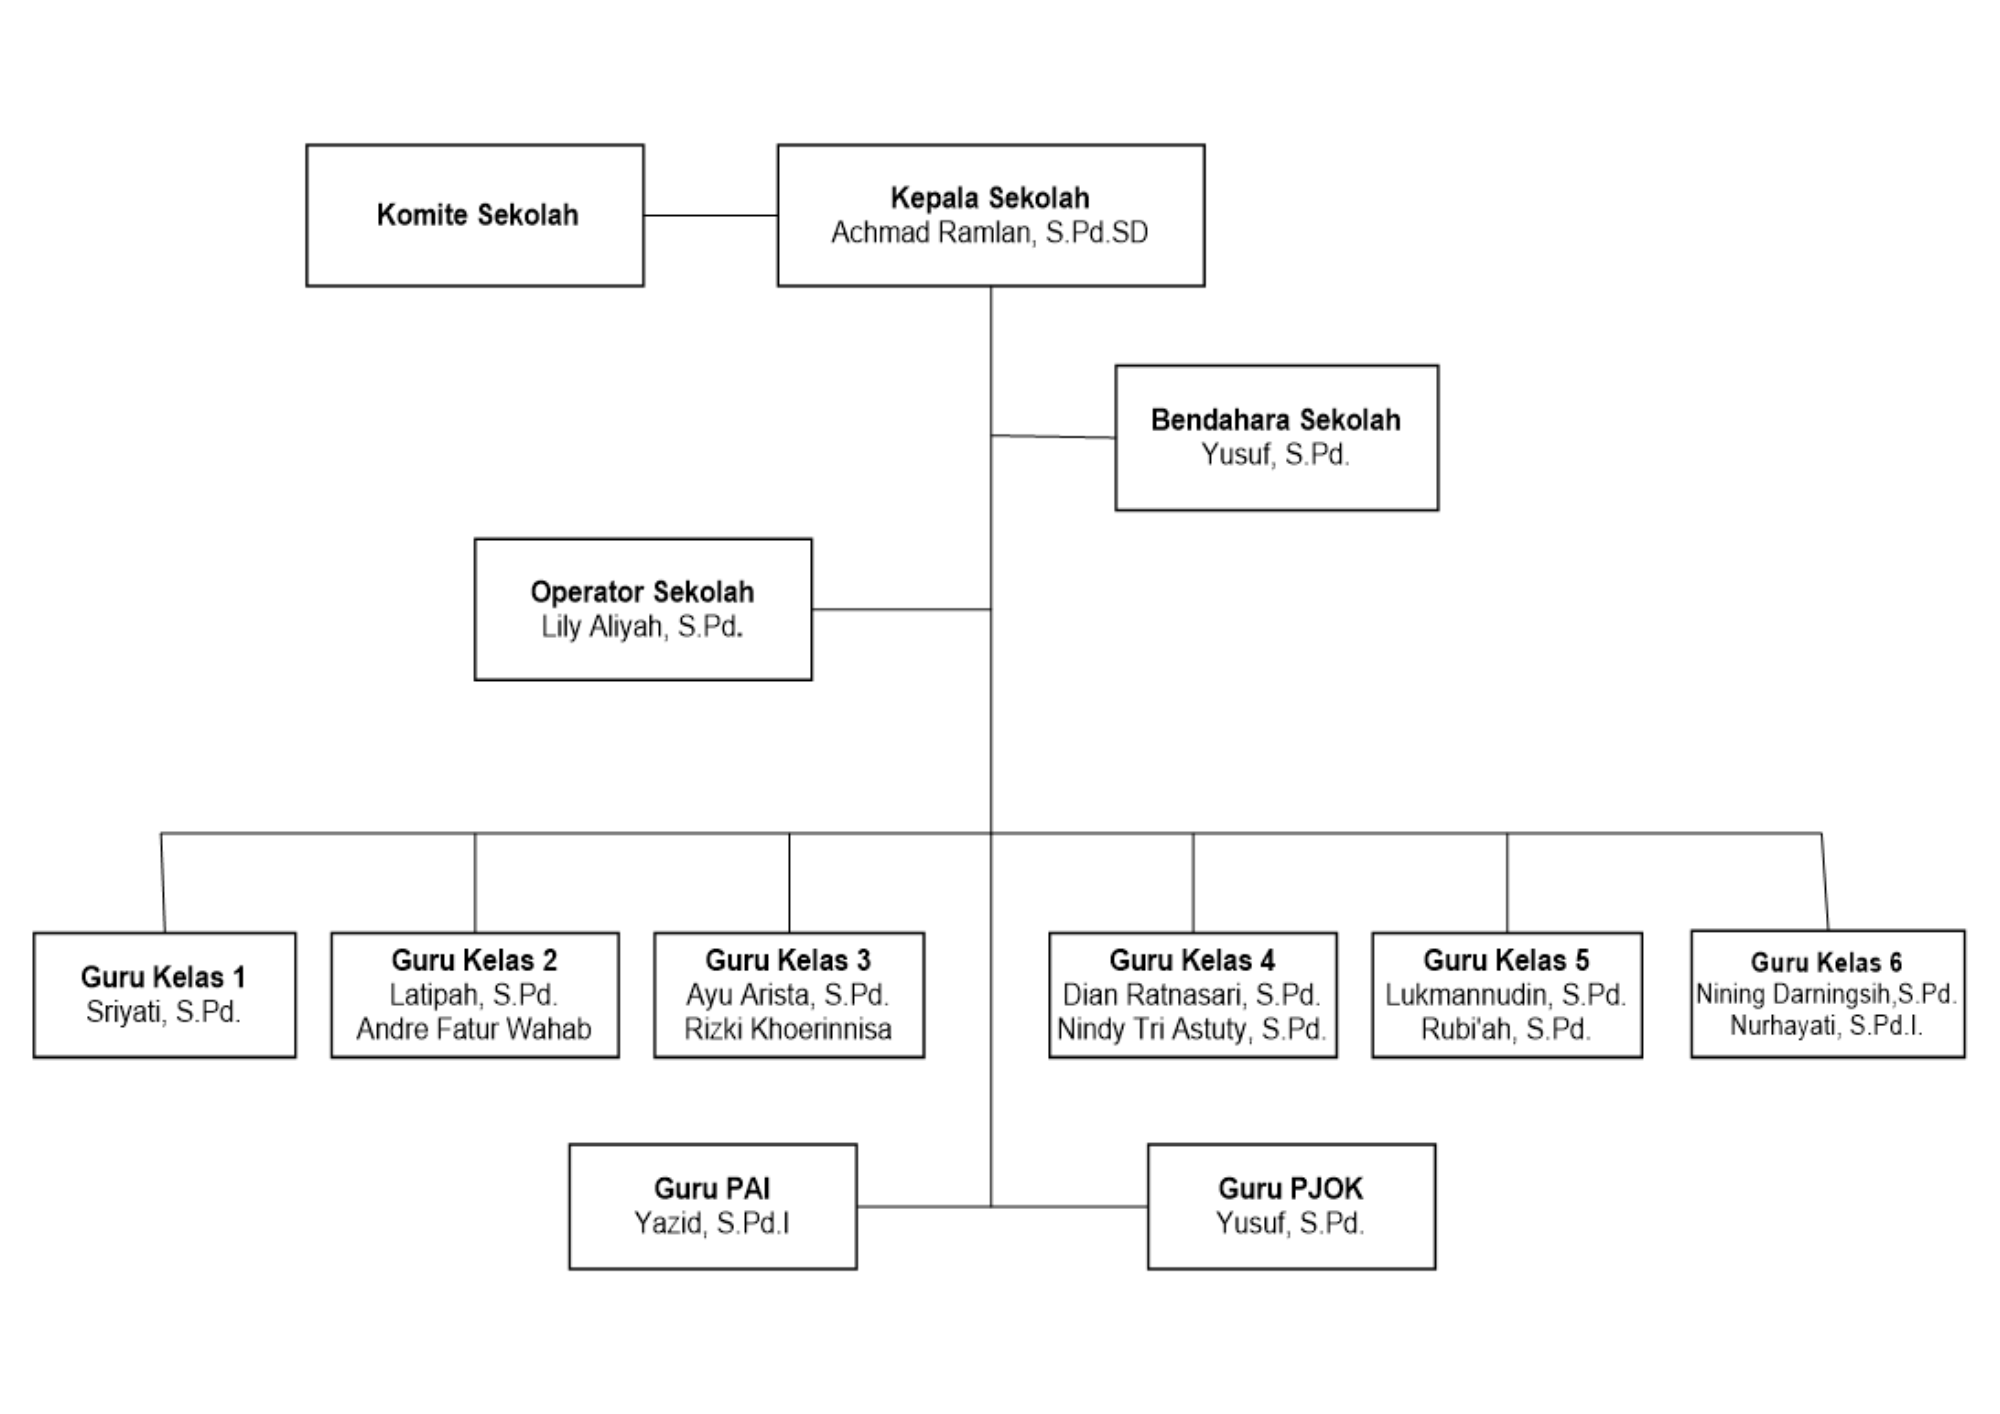 Komite Sekolah
Kepala Sekolah
Achmad Ramlan, S.Pd.SD
Bendahara Sekolah
Yusuf, S.Pd.
Operator Sekolah
Lily Aliyah, S.Pd.
Guru Kelas 1
Sriyati, S.Pd.
Guru Kelas 2
Latipah, S.Pd.
Andre Fatur Wahab
Guru Kelas 3
Ayu Arista, S.Pd.
Rizki Khoerinnisa
Guru Kelas 4
Dian Ratnasari, S.Pd.
Nindy Tri Astuty, S.Pd.
Guru Kelas 5
Lukmannudin, S.Pd.
Rubi'ah, S.Pd.
Guru Kelas 6
Nining Darningsih,S.Pd.
Nurhayati, S.Pd.I.
Guru PAI
Yazid, S.Pd.I
Guru PJOK
Yusuf, S.Pd.